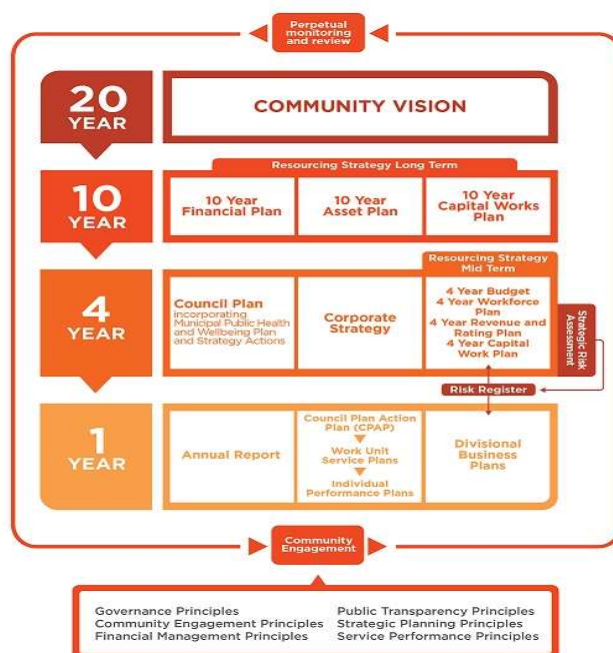 Perpetual
monitoring
and review
20
YEAR
COMMUNITY VISION
Resourcing Strategy Long Term
10
YEAR
10 Year
Financial Plan
10 Year
Asset Plan
10 Year
Capital Works
Plan
Resourcing Strategy
Mid Term
4
YEAR
Council Plan
incorporating
Municipal Public Health
and Wellbeing Plan
and Strategy Actions
Corporate
Strategy
4 Year Budget
4 Year Workforce
Plan
4 Year Revenue and
Rating Plan
4 Year Capital
Work Plan
Strategic Risk
Assessment
Risk Register
1
YEAR
Annual Report
Council Plan Action
Plan (CPAP)
Work Unit
Service Plans
Individual
Performance Plans
Divisional
Business
Plans
Community
Engagement
Governance Principles
Community Engagement Principles
Financial Management Principles
Public Transparency Principles
Strategic Planning Principles
Service Performance Principles